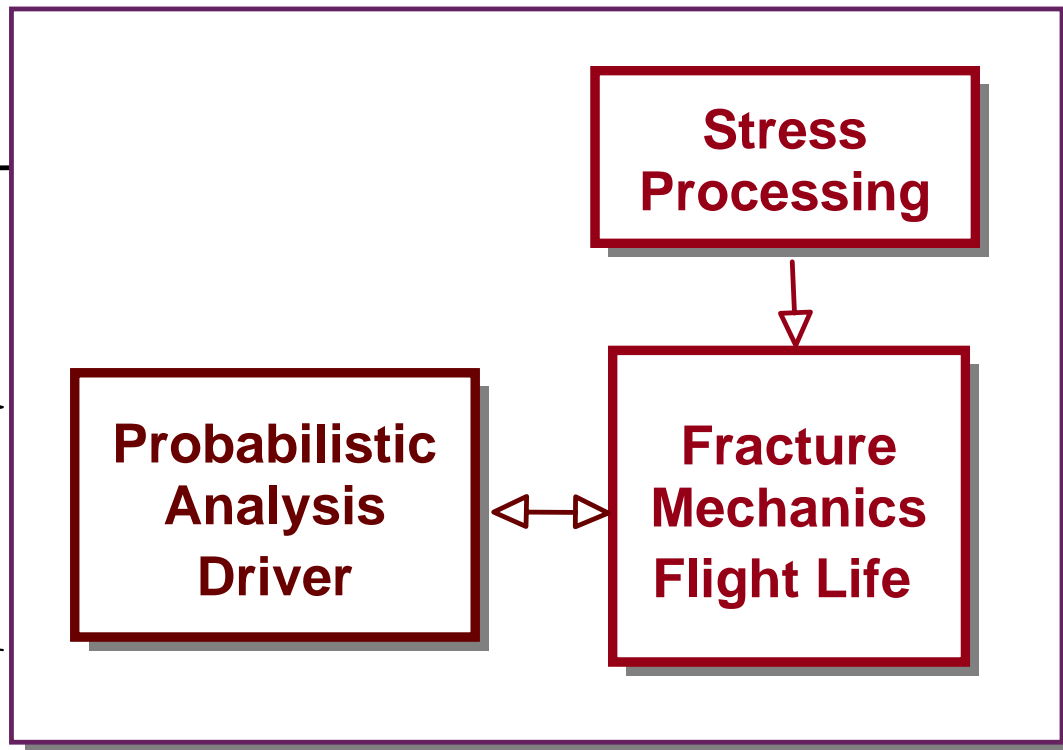 Stress
Processing
Probabilistic
Analysis
Driver
Fracture
Mechanics
Flight Life